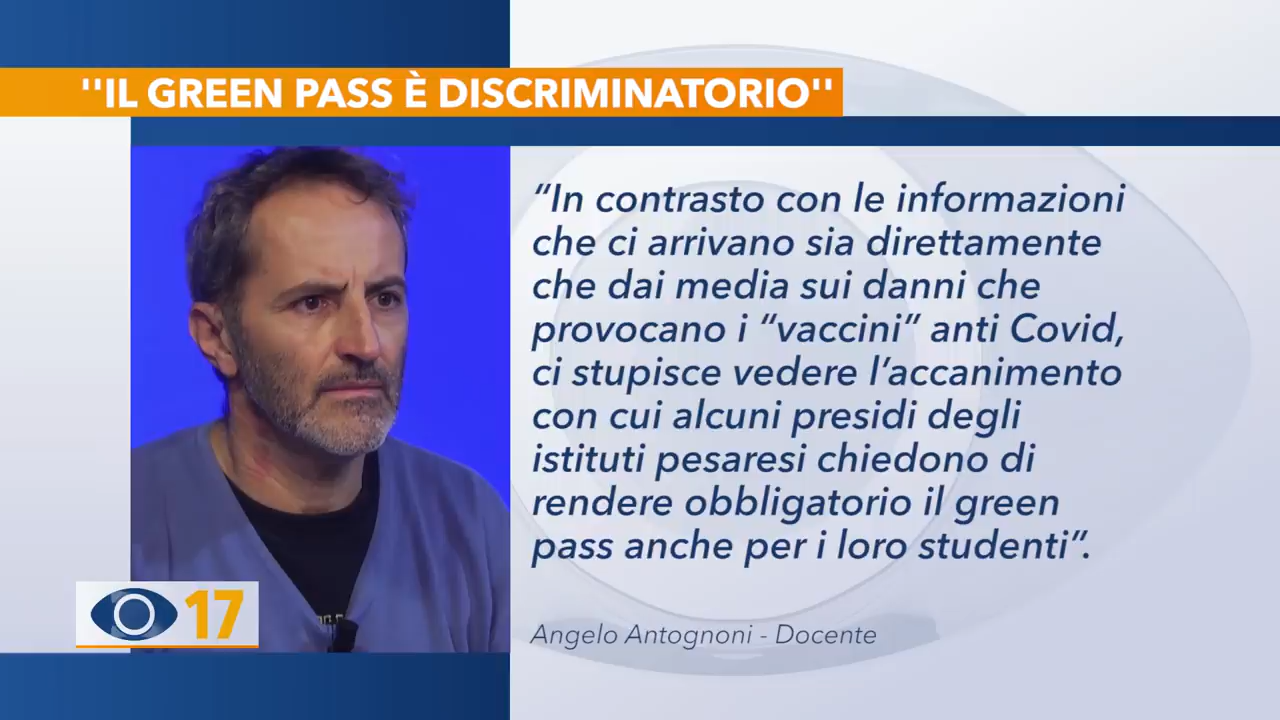 ''IL GREEN PASS È DISCRIMINATORIO''
“In contrasto con le informazioni
che ci arrivano sia direttamente
che dai media sui danni che
provocano i “vaccini” anti Covid,
ci stupisce vedere l’accanimento
con cui alcuni presidi degli
istituti pesaresi chiedono di
rendere obbligatorio il green
pass anche per i loro studenti”.
17
Angelo Antognoni - Docente